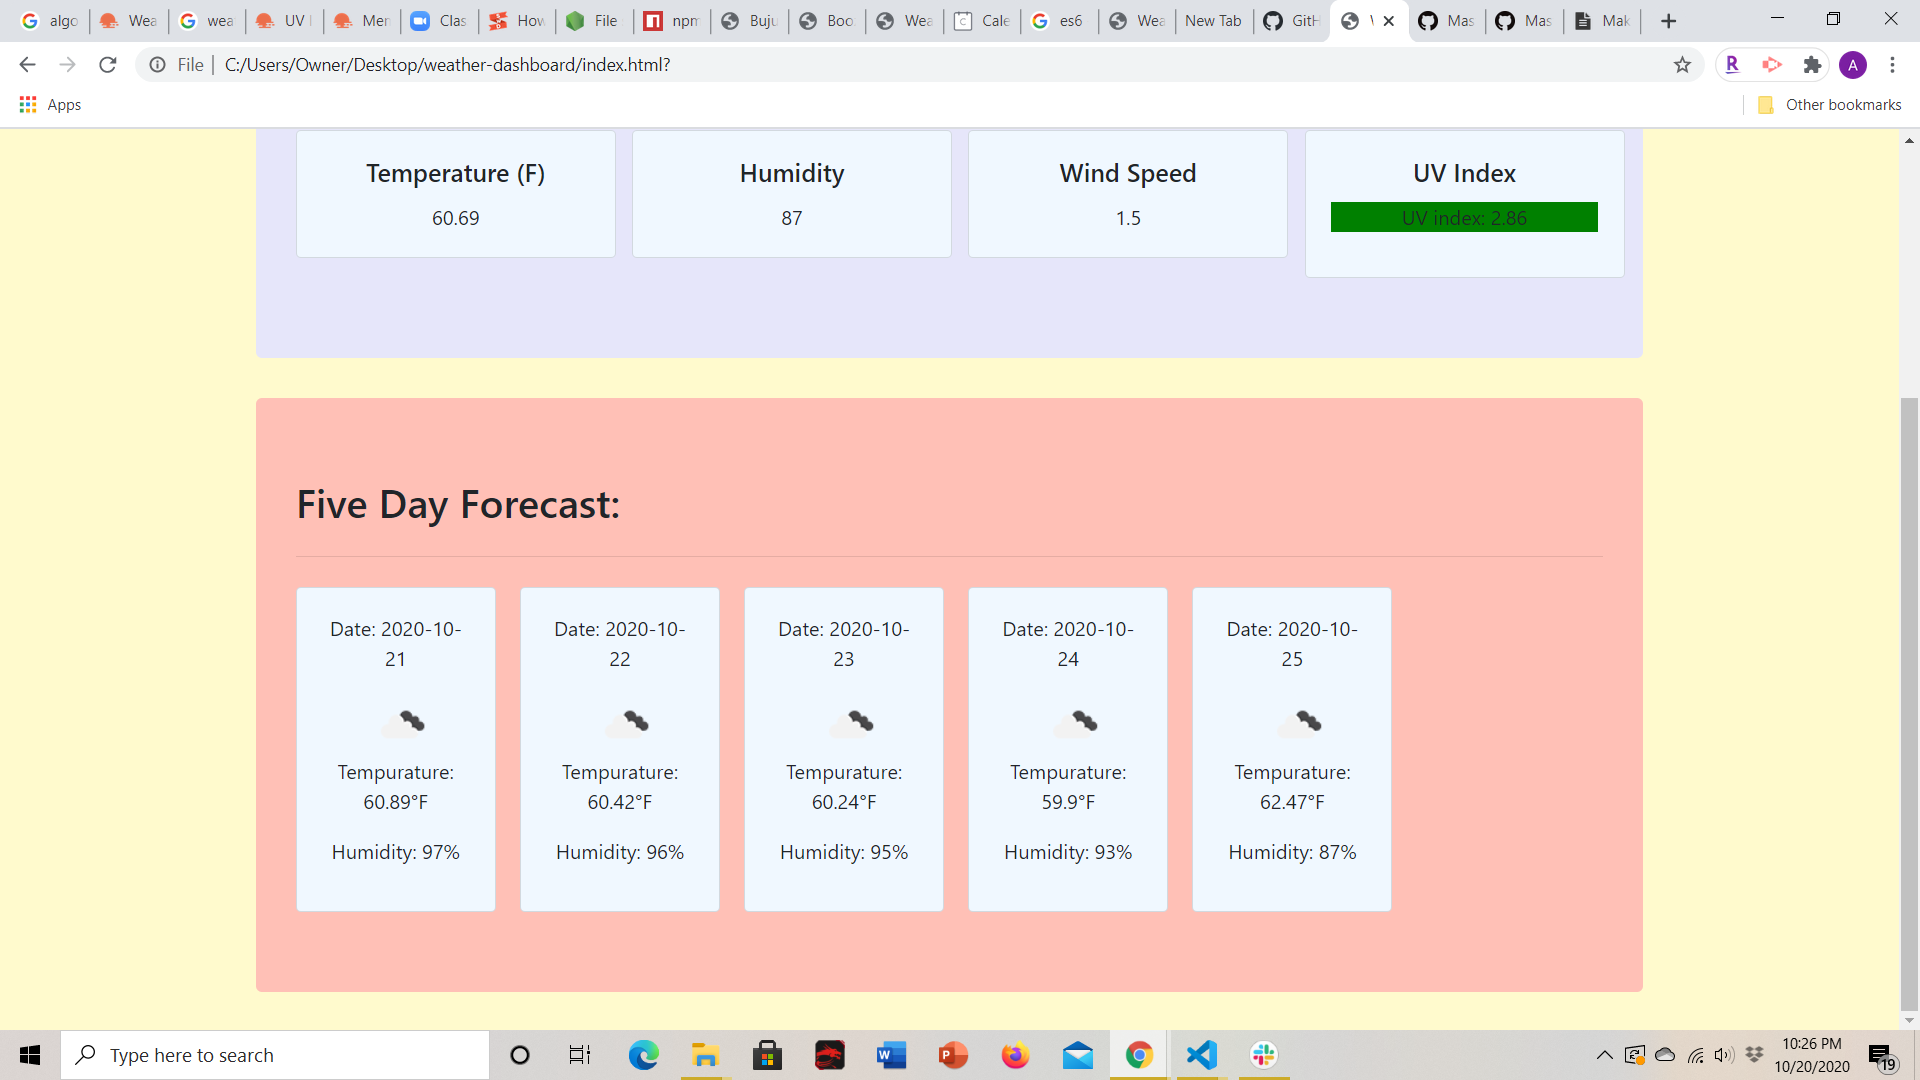 algo
Wea
wea
UV I
Mer
Clas
How
File
npm
Buju
Boo
Wea
Cale
es6
Wea
New Tab
GitH
Mas
Mas
Mak
File
C:/Users/Owner/Desktop/weather-dashboard/index.html?
R
A
Apps
Other bookmarks
Temperature (F)
60.69
Humidity
87
Wind Speed
1.5
UV Index
UV index: 2.86
Five Day Forecast:
Date: 2020-10-
21
Tempurature:
60.89°F
Humidity: 97%
Date: 2020-10-
22
Tempurature:
60.42°F
Humidity: 96%
Date: 2020-10-
23
Tempurature:
60.24°F
Humidity: 95%
Date: 2020-10-
24
Tempurature:
59.9°F
Humidity: 93%
Date: 2020-10-
25
Tempurature:
62.47°F
Humidity: 87%
Type here to search
10:26 PM
10/20/2020
19